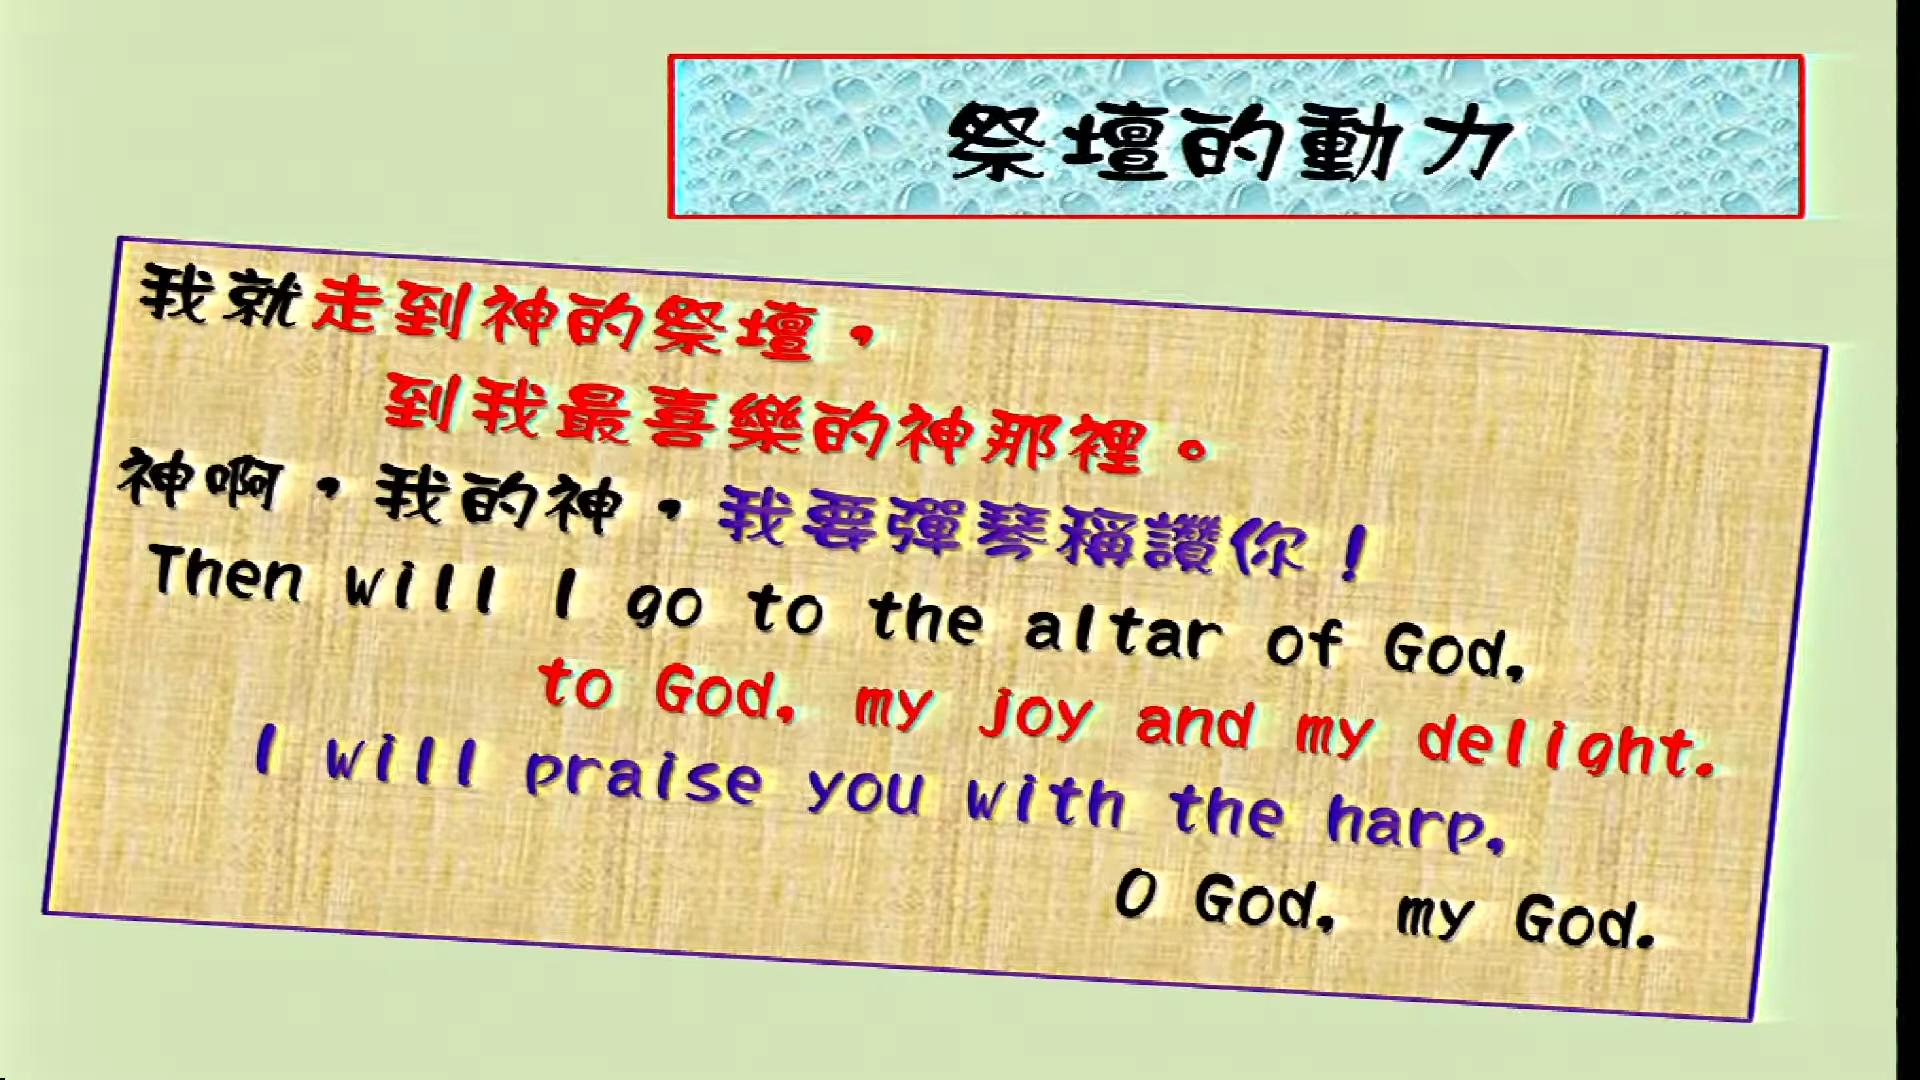 祭壇的動力
我就走到神的祭壇，
到我最喜樂的神那裡。
神啊，我的神，我要彈琴稱讚你！
Then will I go to the altar of God,
to God, my joy and my delight.
I will praise you with the harp,
O God, my God.